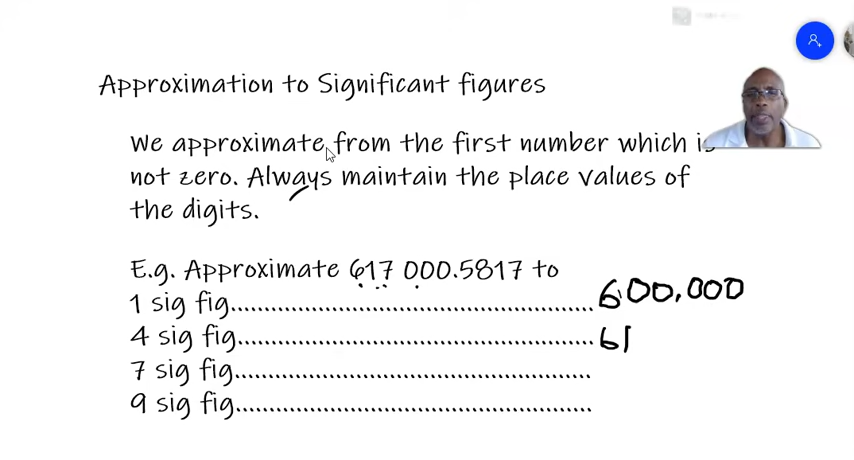 Approximation to Significant figures
We approximate from the first number which is
not zero. Always maintain the place values of
the digits.
E.g. Approximate 617 000.5817 to
1 sig fig....................................................... 600,000
4 sig fig....................................................... 61
7 sig fig.......................................................
9 sig fig.......................................................